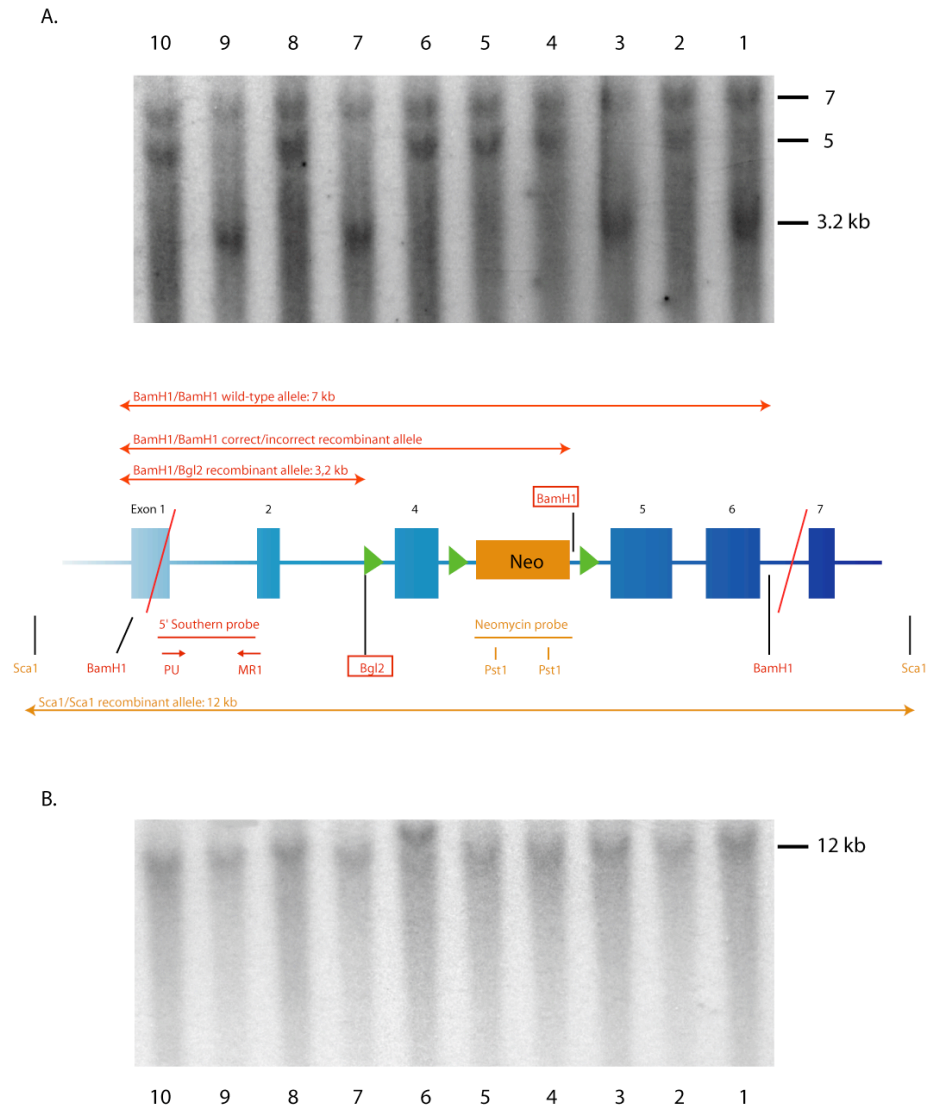 A.
10 9 8 7 6 5 4 3 2 1
7
5
3.2 kb
BamH1/BamH1 wild-type allele: 7 kb
BamH1/BamH1 correct/incorrect recombinant allele
BamH1/Bgl2 recombinant allele: 3,2 kb
BamH1
Exon 1 2 4 5 6 7
Neo
5' Southern probe Neomycin probe
Sca1 BamH1 PU MR1 Bgl2 Pst1 Pst1 BamH1 Sca1
Sca1/Sca1 recombinant allele: 12 kb
B.
12 kb
10 9 8 7 6 5 4 3 2 1